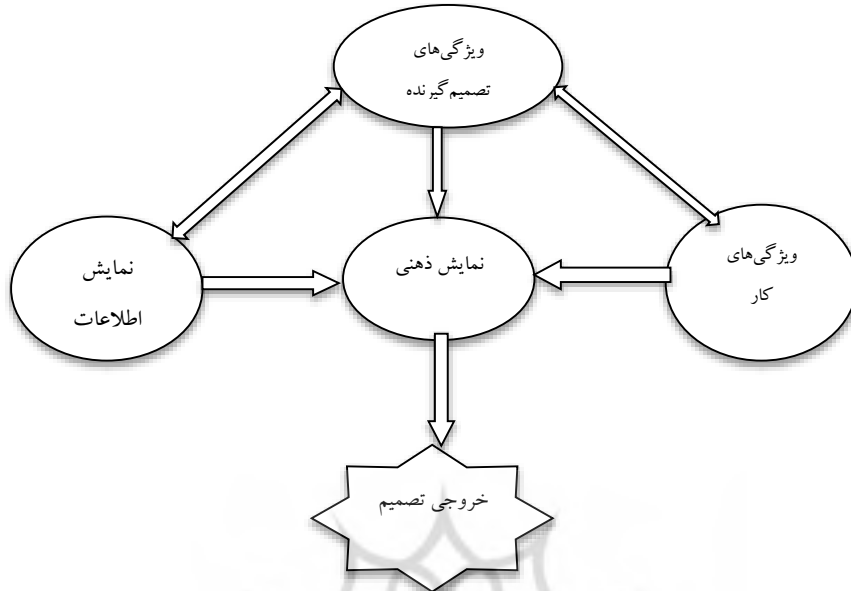 ویژگی‌های
تصمیم‌گیرنده
ویژگی‌های
کار
نمایش ذهنی
نمایش
اطلاعات
خروجی تصمیم